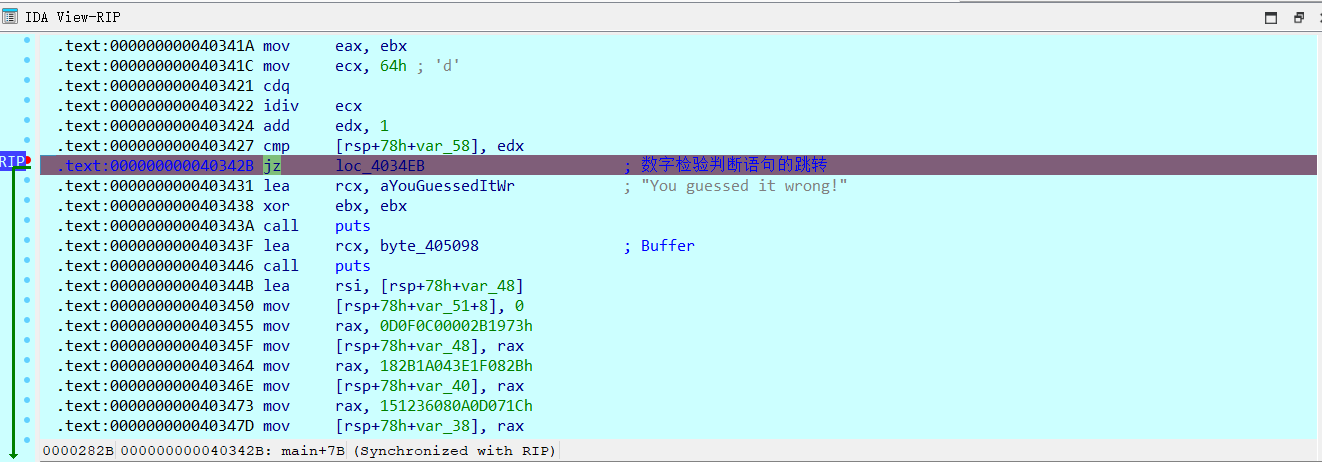 IDA View-RIP
.text:000000000040341A mov eax, ebx
.text:000000000040341C mov ecx, 64h ; 'd'
.text:0000000000403421 cdq
.text:0000000000403422 idiv ecx
.text:0000000000403424 add edx, 1
.text:0000000000403427 cmp [rsp+78h+var_58], edx
RIP .text:000000000040342B jz loc_4034EB ; 数字检验判断语句的跳转
.text:0000000000403431 lea rcx, aYouGuessedItWr ; "You guessed it wrong!"
.text:0000000000403438 xor ebx, ebx
.text:000000000040343A call puts
.text:000000000040343F lea rcx, byte_405098 ; Buffer
.text:0000000000403446 call puts
.text:000000000040344B lea rsi, [rsp+78h+var_48]
.text:0000000000403450 mov [rsp+78h+var_51+8], 0
.text:0000000000403455 mov rax, 0D0F0C00002B1973h
.text:000000000040345F mov [rsp+78h+var_48], rax
.text:0000000000403464 mov rax, 182B1A043E1F082Bh
.text:000000000040346E mov [rsp+78h+var_40], rax
.text:0000000000403473 mov rax, 151236080A0D071Ch
.text:000000000040347D mov [rsp+78h+var_38], rax
0000282B 000000000040342B: main+7B (Synchronized with RIP)